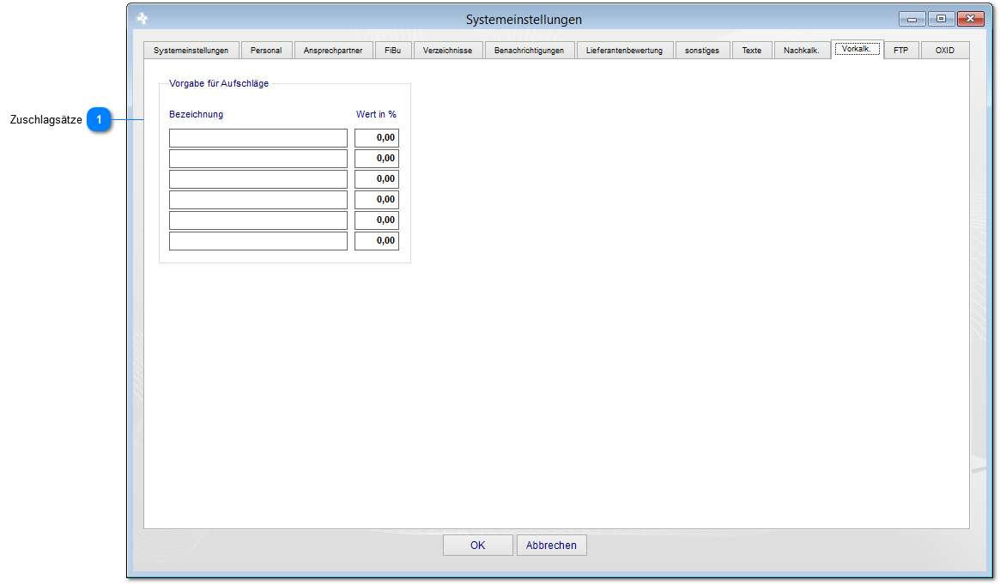 Systemeinstellungen
Systemeinstellungen Personal Ansprechpartner FiBu Verzeichnisse Benachrichtigungen Lieferantenbewertung sonstiges Texte Nachkalk. Vorkalk. FTP OXID
Vorgabe für Aufschläge
Zuschlagsätze 1
Bezeichnung Wert in %
0,00
0,00
0,00
0,00
0,00
0,00
OK Abbrechen